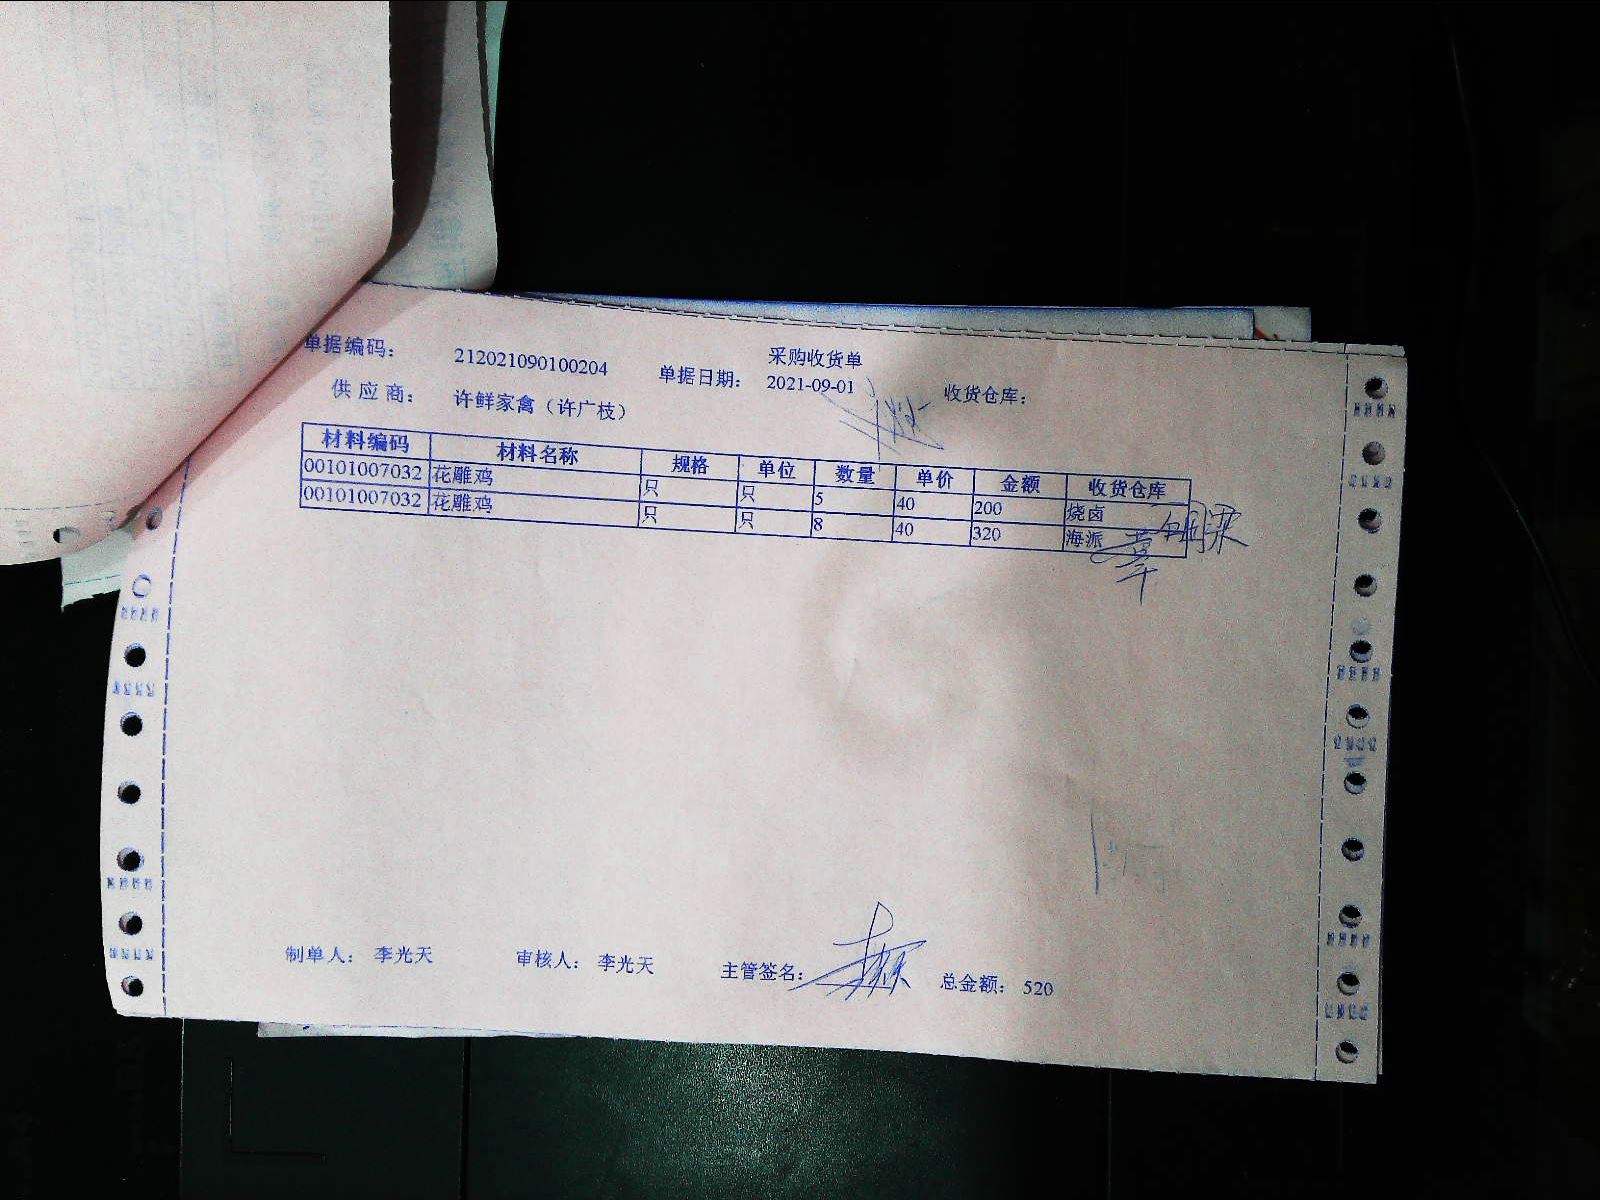 采购收货单
单据编码： 212021090100204 单据日期： 2021-09-01 收货仓库：
供应商： 许鲜家禽（许广枝）
材料编码 材料名称 规格 单位 数量 单价 金额 收货仓库
00101007032 花雕鸡 只 只 5 40 200 烧卤
00101007032 花雕鸡 只 只 8 40 320 海派
制单人： 李光天 审核人： 李光天 主管签名： 总金额： 520